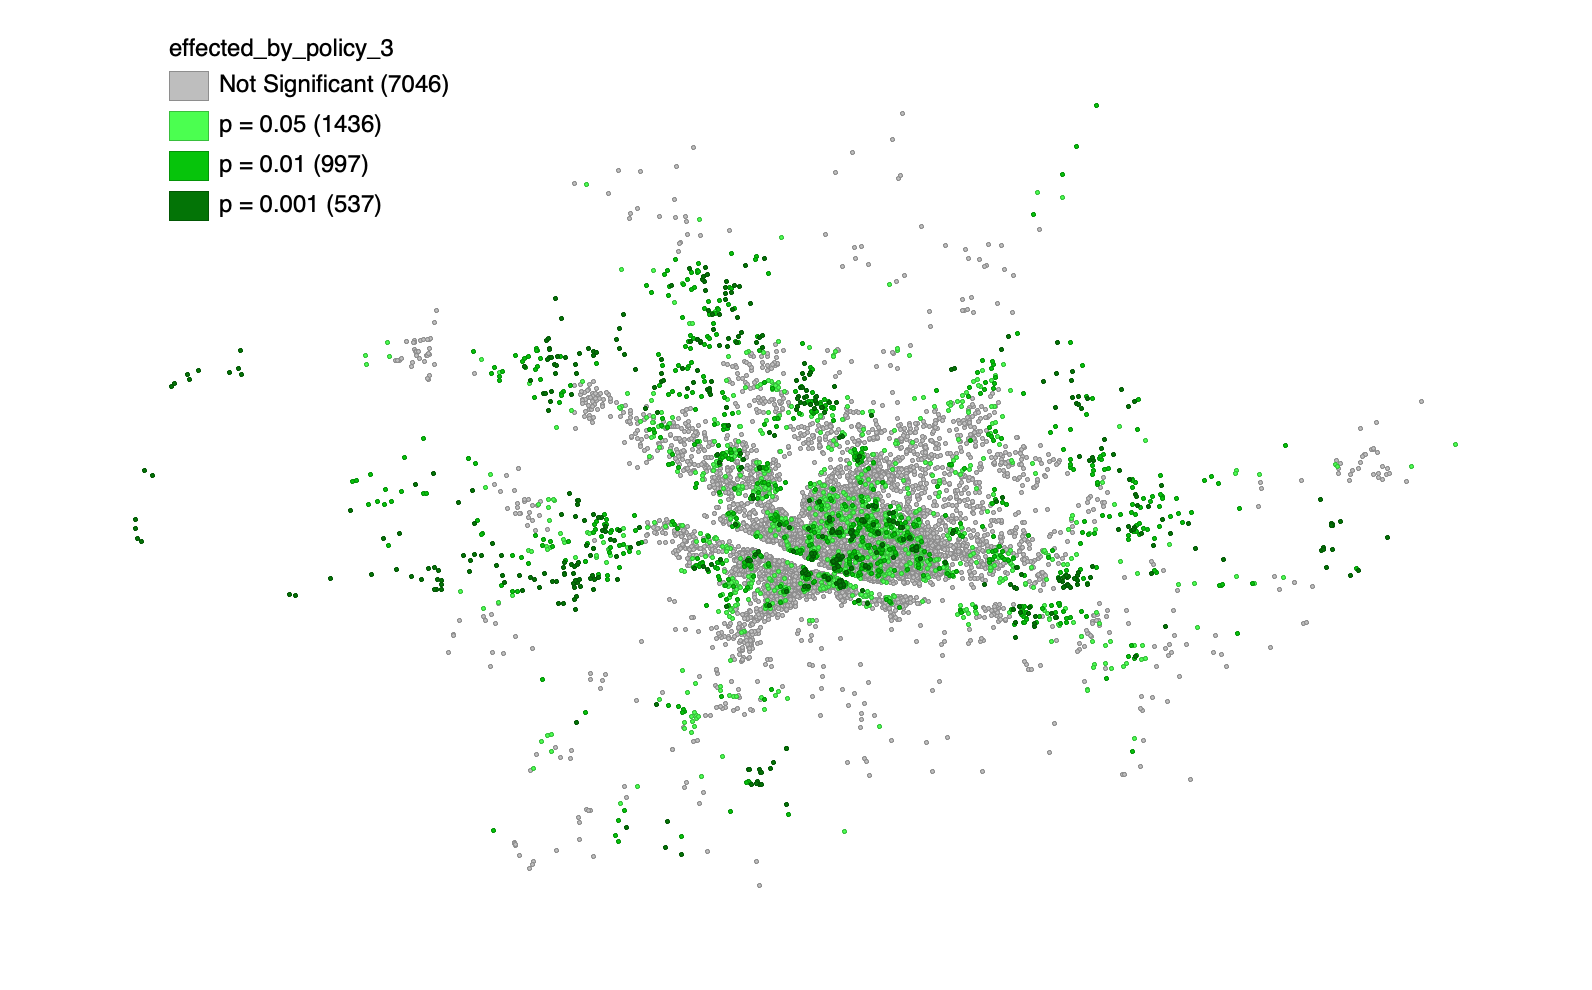 effected_by_policy_3
Not Significant (7046)
p = 0.05 (1436)
p = 0.01 (997)
p = 0.001 (537)